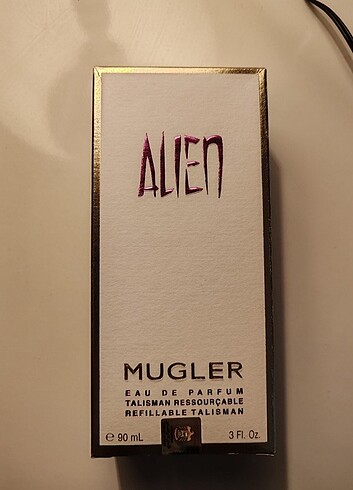 ALIEN
MUGLER
EAU DE PARFUM
TALISMAN RESSOURÇABLE
REFILLABLE TALISMAN
℮ 90 mL 3 Fl. Oz.